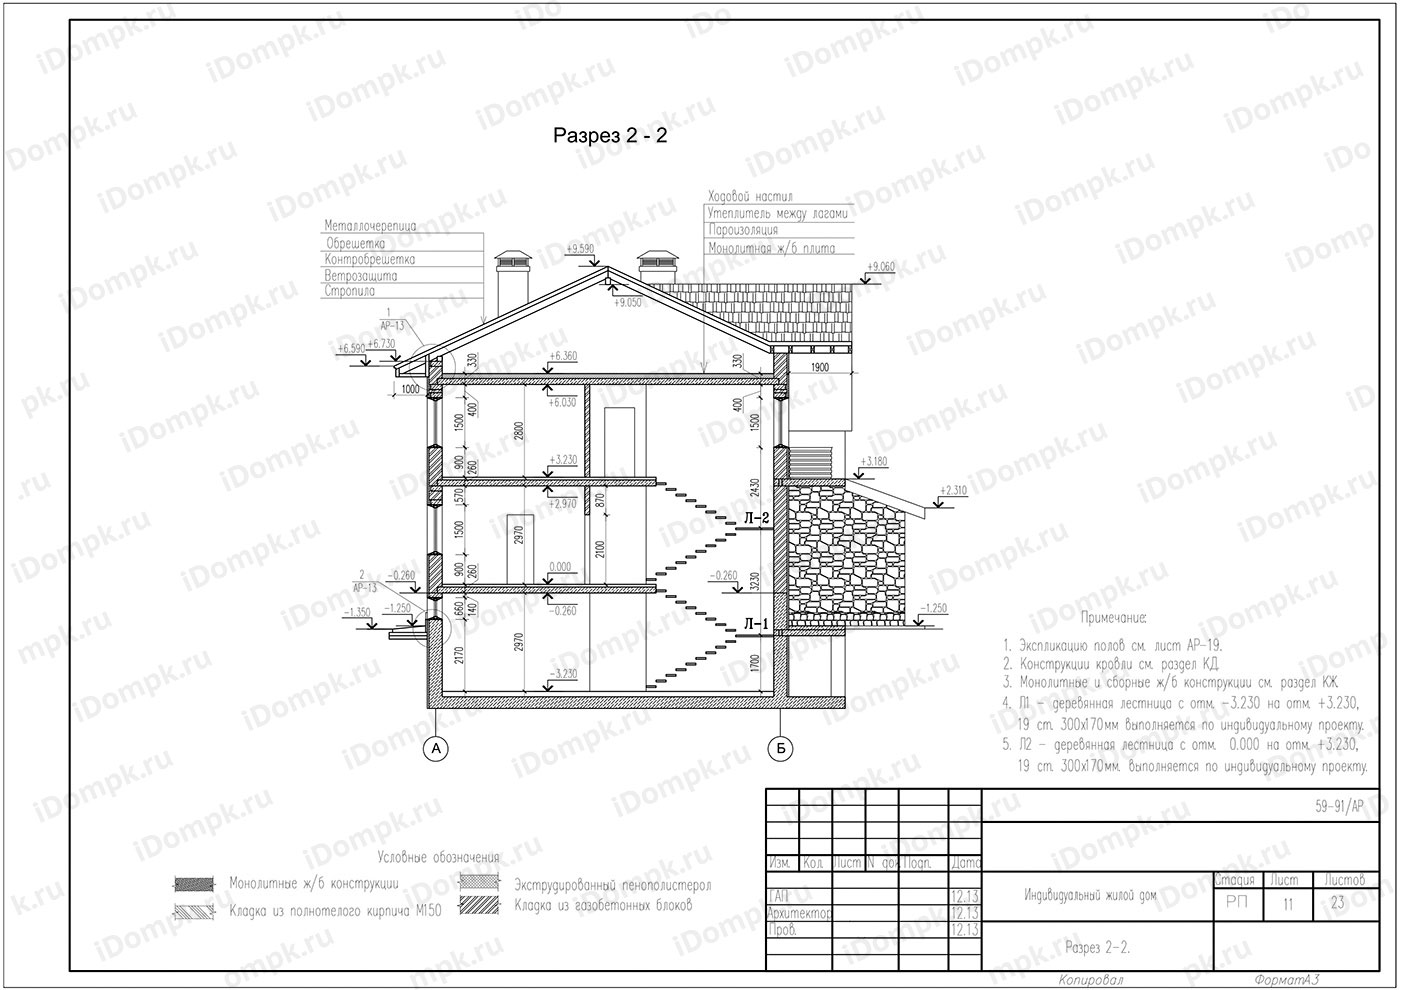 Разрез 2 - 2
Ходовой настил
Утеплитель между лагами
Пароизоляция
Монолитная ж/б плита
Металлочерепица
Обрешетка
Контробрешетка
Ветрозащита
Стропила
1
АР-13
+9.590
+9.050
+9.060
+6.730
+6.590
+6.360
+6.030
330
330
1900
1000
400
400
1500
1500
2800
900
260
+3.230
+3.180
+2.970
+2.310
570
870
2430
1500
2970
Л-2
2100
900
260
0.000
-0.260
-0.260
-0.260
3230
2
АР-13
-1.350
-1.250
-1.250
660
140
Л-1
2170
2970
1700
-3.230
А
Б
Примечание:
1. Экспликацию полов см. лист АР-19.
2. Конструкции кровли см. раздел КД.
3. Монолитные и сборные ж/б конструкции см. раздел КЖ.
4. Л1 - деревянная лестница с отм. -3.230 на отм. +3.230,
19 ст. 300х170мм выполняется по индивидуальному проекту.
5. Л2 - деревянная лестница с отм. 0.000 на отм. +3.230,
19 ст. 300х170мм. выполняется по индивидуальному проекту.
Условные обозначения
Монолитные ж/б конструкции
Кладка из полнотелого кирпича М150
Экструдированный пенополистерол
Кладка из газобетонных блоков
59-91/АР
Изм. Кол. Лист N док Подп. Дата
ГАП 12.13
Архитектор 12.13
Пров. 12.13
Индивидуальный жилой дом
Стадия Лист Листов
РП 11 23
Разрез 2-2.
Копировал ФорматА3
iDompk.ru